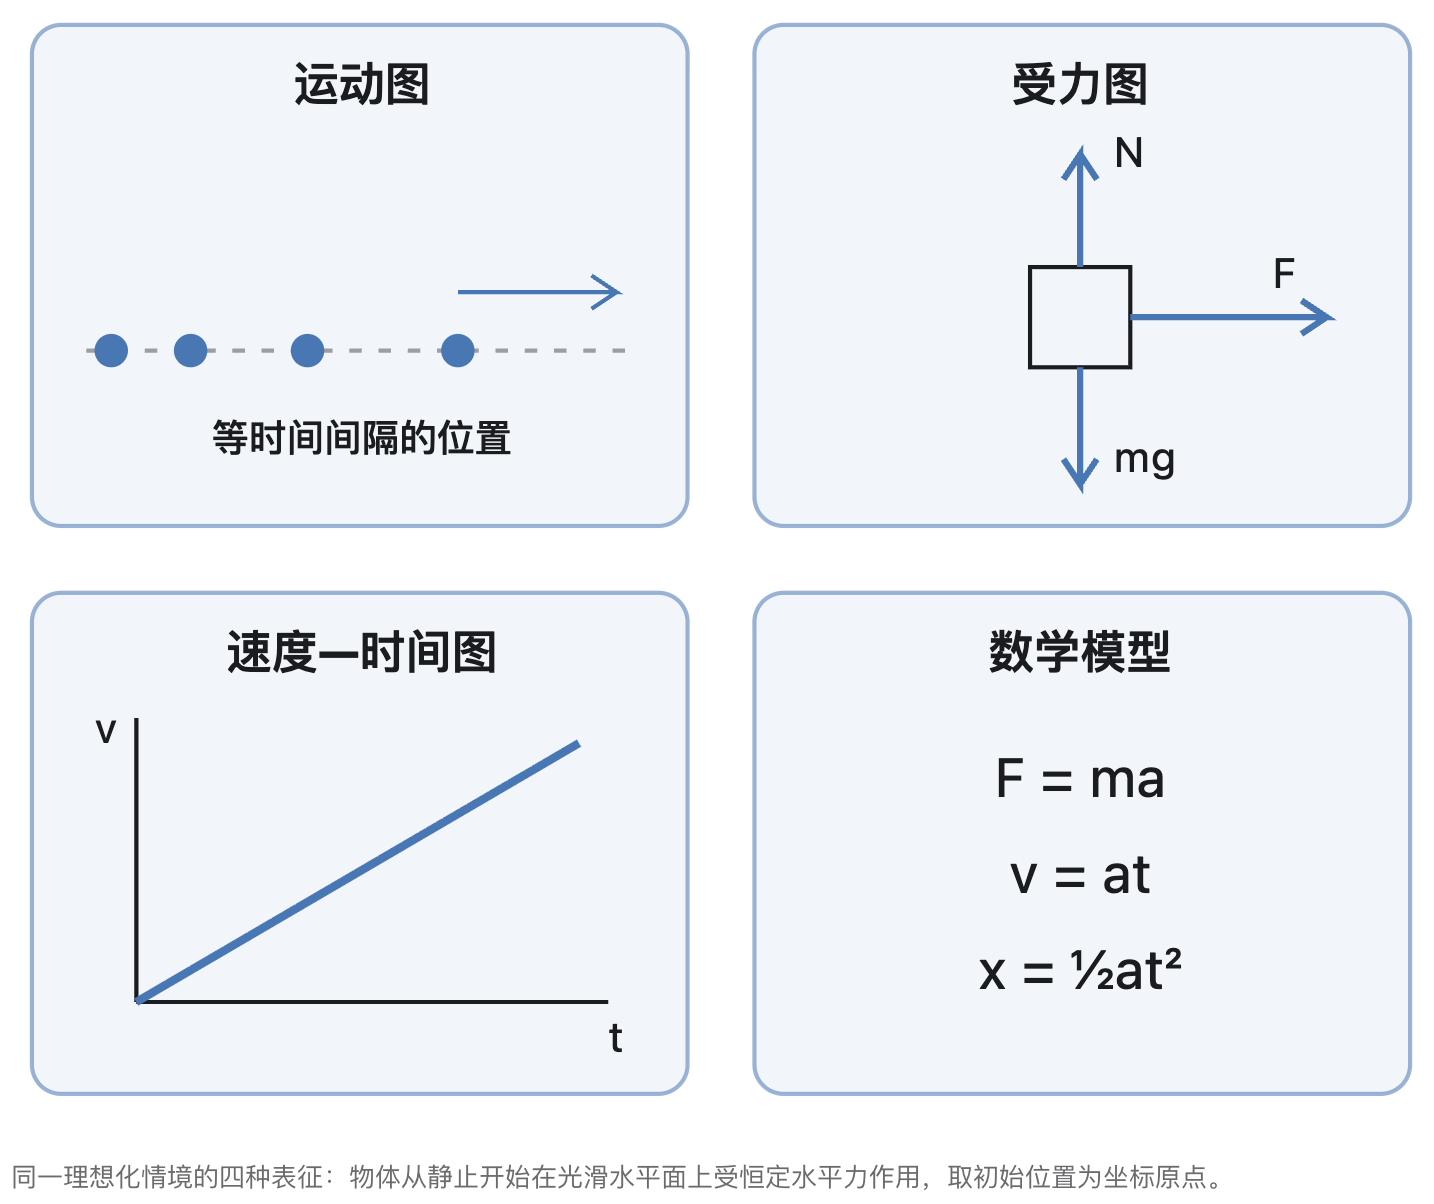 运动图
等时间间隔的位置
受力图
N
F
mg
速度—时间图
v
t
数学模型
F = ma
v = at
x = ½at²
同一理想化情境的四种表征：物体从静止开始在光滑水平面上受恒定水平力作用，取初始位置为坐标原点。